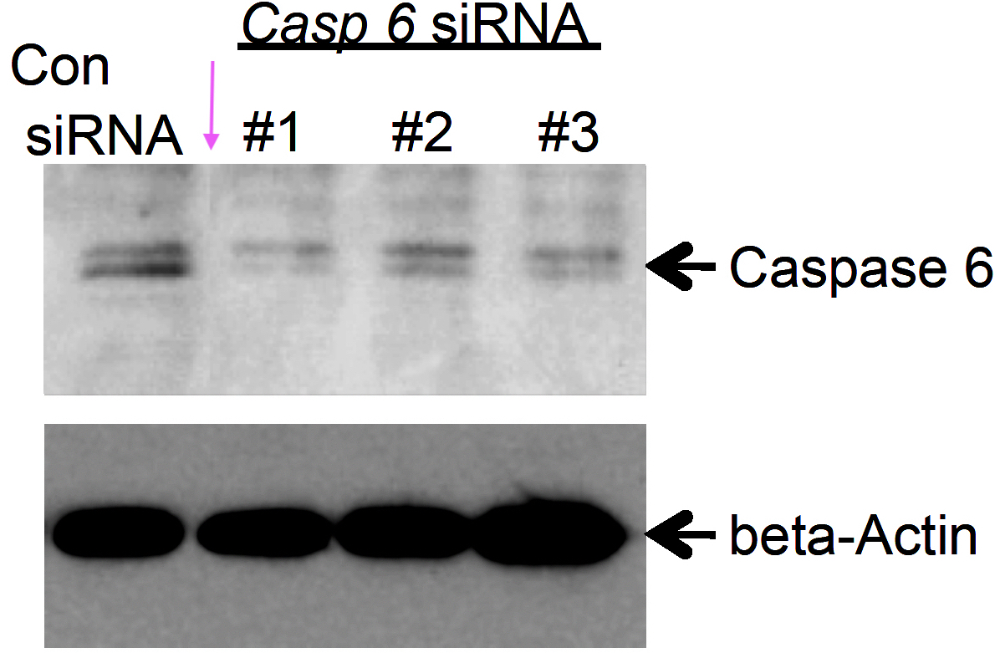 Casp 6 siRNA
Con
siRNA #1 #2 #3
Caspase 6
beta-Actin